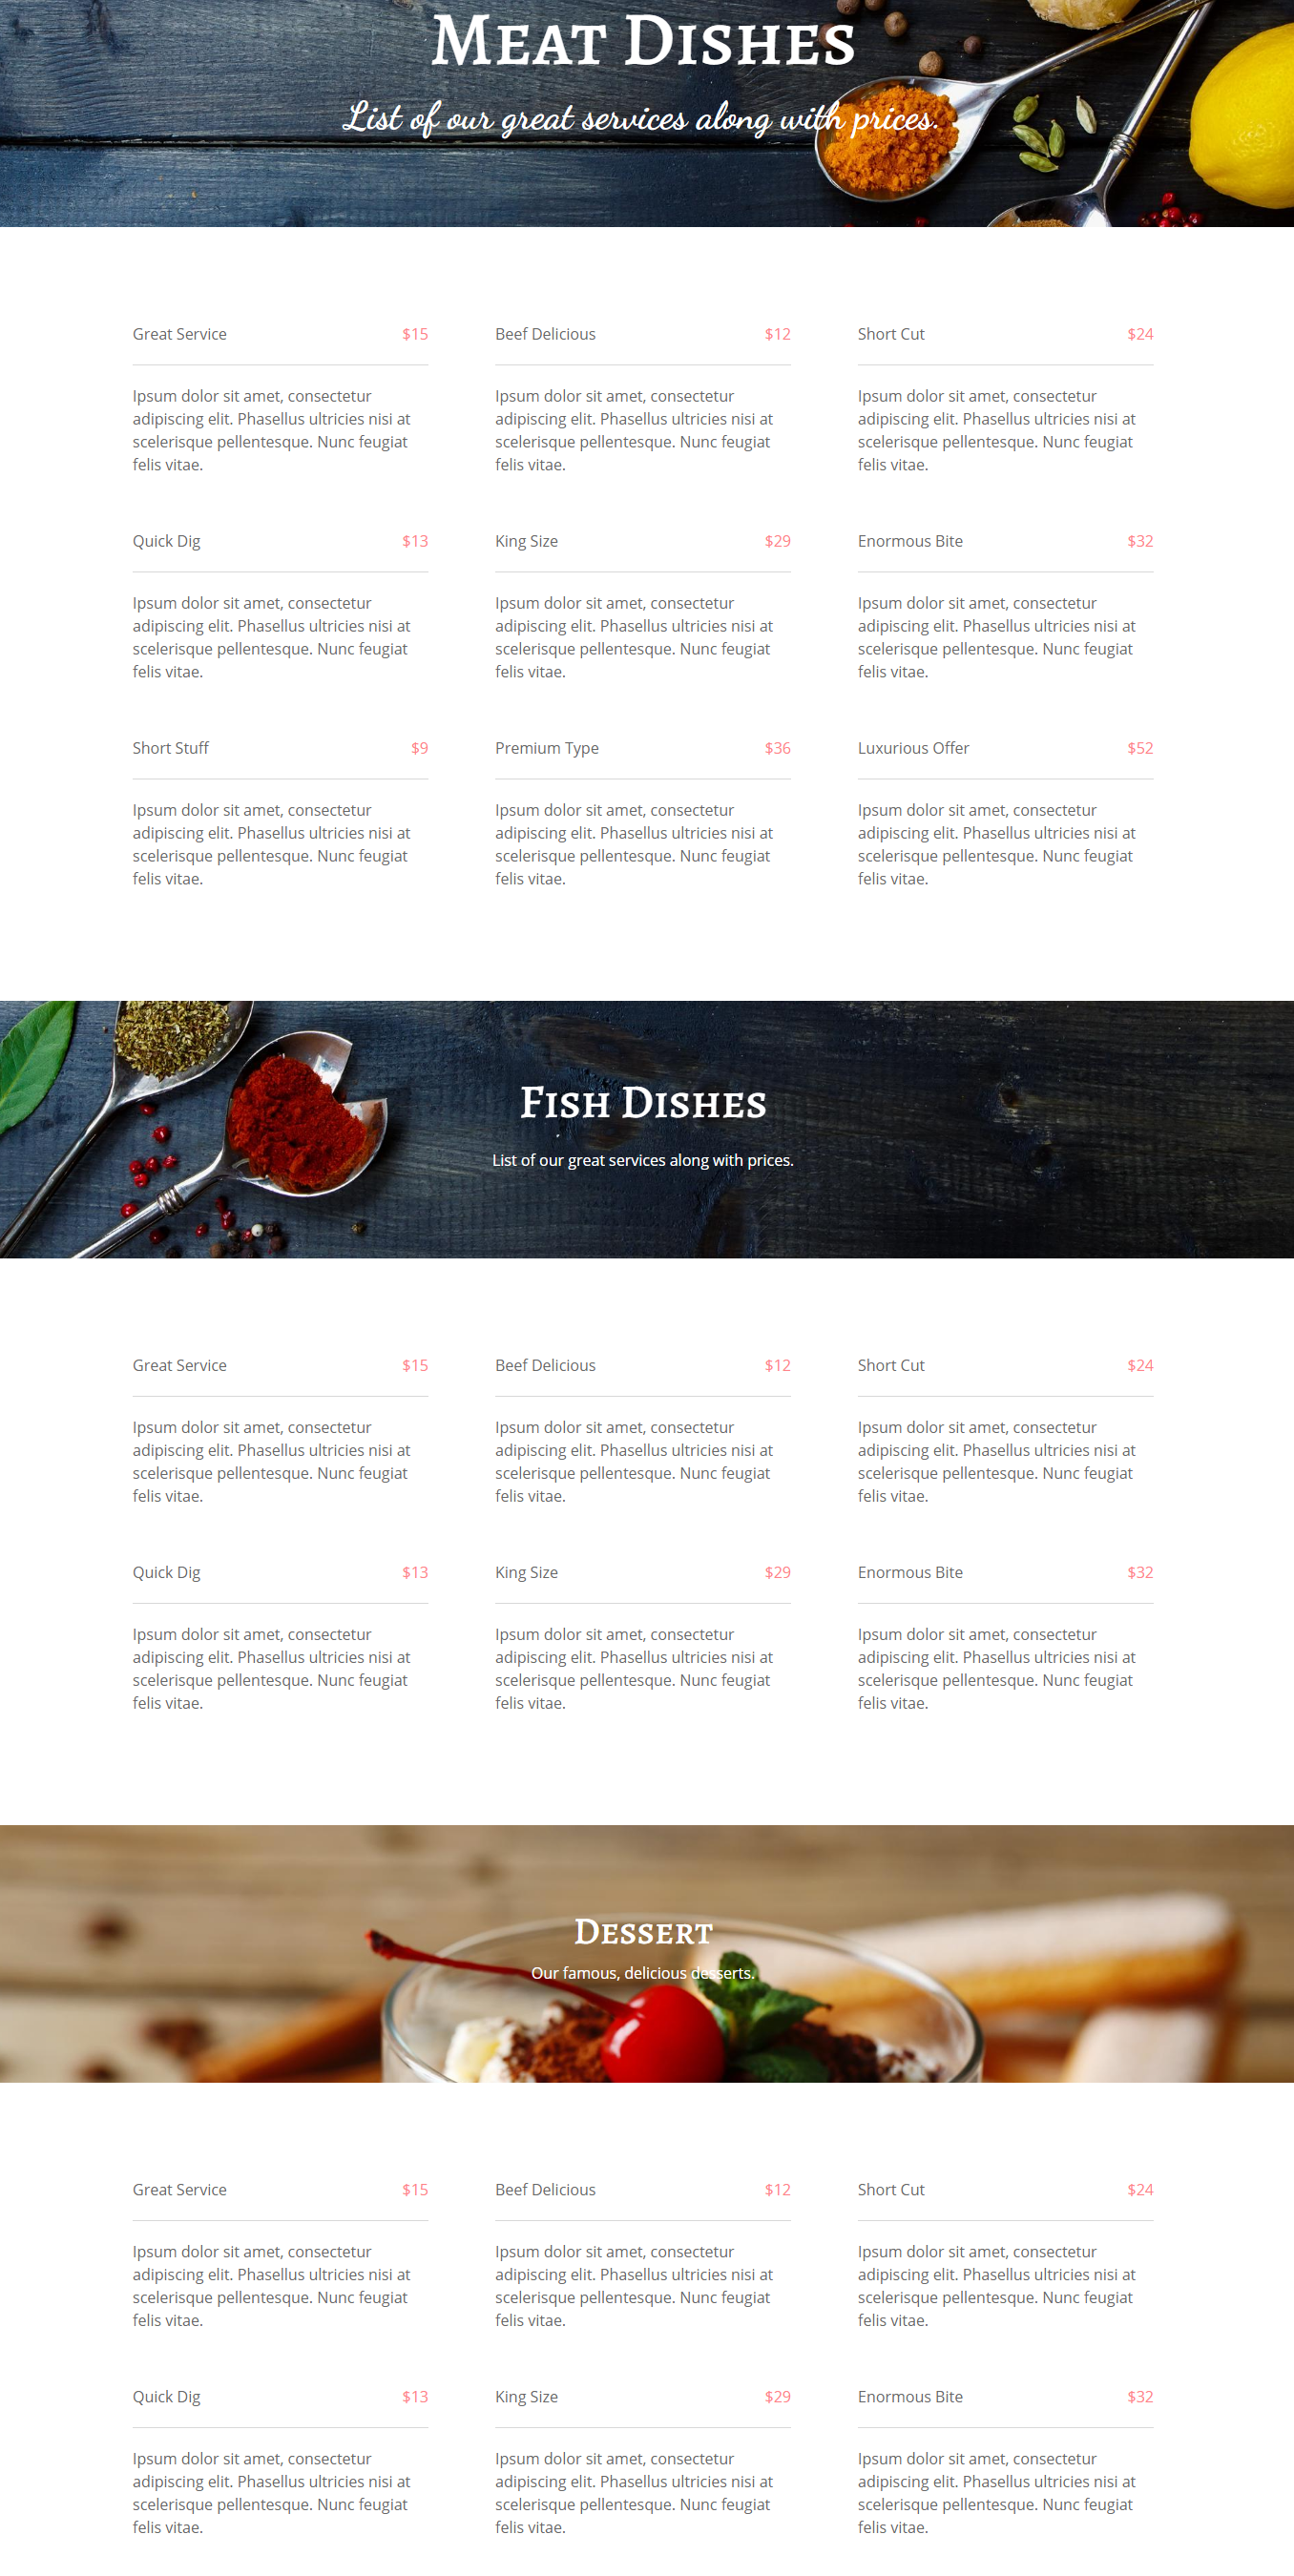 Meat Dishes
List of our great services along with prices.
Great Service $15
Ipsum dolor sit amet, consectetur
adipiscing elit. Phasellus ultricies nisi at
scelerisque pellentesque. Nunc feugiat
felis vitae.
Beef Delicious $12
Ipsum dolor sit amet, consectetur
adipiscing elit. Phasellus ultricies nisi at
scelerisque pellentesque. Nunc feugiat
felis vitae.
Short Cut $24
Ipsum dolor sit amet, consectetur
adipiscing elit. Phasellus ultricies nisi at
scelerisque pellentesque. Nunc feugiat
felis vitae.
Quick Dig $13
Ipsum dolor sit amet, consectetur
adipiscing elit. Phasellus ultricies nisi at
scelerisque pellentesque. Nunc feugiat
felis vitae.
King Size $29
Ipsum dolor sit amet, consectetur
adipiscing elit. Phasellus ultricies nisi at
scelerisque pellentesque. Nunc feugiat
felis vitae.
Enormous Bite $32
Ipsum dolor sit amet, consectetur
adipiscing elit. Phasellus ultricies nisi at
scelerisque pellentesque. Nunc feugiat
felis vitae.
Short Stuff $9
Ipsum dolor sit amet, consectetur
adipiscing elit. Phasellus ultricies nisi at
scelerisque pellentesque. Nunc feugiat
felis vitae.
Premium Type $36
Ipsum dolor sit amet, consectetur
adipiscing elit. Phasellus ultricies nisi at
scelerisque pellentesque. Nunc feugiat
felis vitae.
Luxurious Offer $52
Ipsum dolor sit amet, consectetur
adipiscing elit. Phasellus ultricies nisi at
scelerisque pellentesque. Nunc feugiat
felis vitae.
Fish Dishes
List of our great services along with prices.
Great Service $15
Ipsum dolor sit amet, consectetur
adipiscing elit. Phasellus ultricies nisi at
scelerisque pellentesque. Nunc feugiat
felis vitae.
Beef Delicious $12
Ipsum dolor sit amet, consectetur
adipiscing elit. Phasellus ultricies nisi at
scelerisque pellentesque. Nunc feugiat
felis vitae.
Short Cut $24
Ipsum dolor sit amet, consectetur
adipiscing elit. Phasellus ultricies nisi at
scelerisque pellentesque. Nunc feugiat
felis vitae.
Quick Dig $13
Ipsum dolor sit amet, consectetur
adipiscing elit. Phasellus ultricies nisi at
scelerisque pellentesque. Nunc feugiat
felis vitae.
King Size $29
Ipsum dolor sit amet, consectetur
adipiscing elit. Phasellus ultricies nisi at
scelerisque pellentesque. Nunc feugiat
felis vitae.
Enormous Bite $32
Ipsum dolor sit amet, consectetur
adipiscing elit. Phasellus ultricies nisi at
scelerisque pellentesque. Nunc feugiat
felis vitae.
Dessert
Our famous, delicious desserts.
Great Service $15
Ipsum dolor sit amet, consectetur
adipiscing elit. Phasellus ultricies nisi at
scelerisque pellentesque. Nunc feugiat
felis vitae.
Beef Delicious $12
Ipsum dolor sit amet, consectetur
adipiscing elit. Phasellus ultricies nisi at
scelerisque pellentesque. Nunc feugiat
felis vitae.
Short Cut $24
Ipsum dolor sit amet, consectetur
adipiscing elit. Phasellus ultricies nisi at
scelerisque pellentesque. Nunc feugiat
felis vitae.
Quick Dig $13
Ipsum dolor sit amet, consectetur
adipiscing elit. Phasellus ultricies nisi at
scelerisque pellentesque. Nunc feugiat
felis vitae.
King Size $29
Ipsum dolor sit amet, consectetur
adipiscing elit. Phasellus ultricies nisi at
scelerisque pellentesque. Nunc feugiat
felis vitae.
Enormous Bite $32
Ipsum dolor sit amet, consectetur
adipiscing elit. Phasellus ultricies nisi at
scelerisque pellentesque. Nunc feugiat
felis vitae.